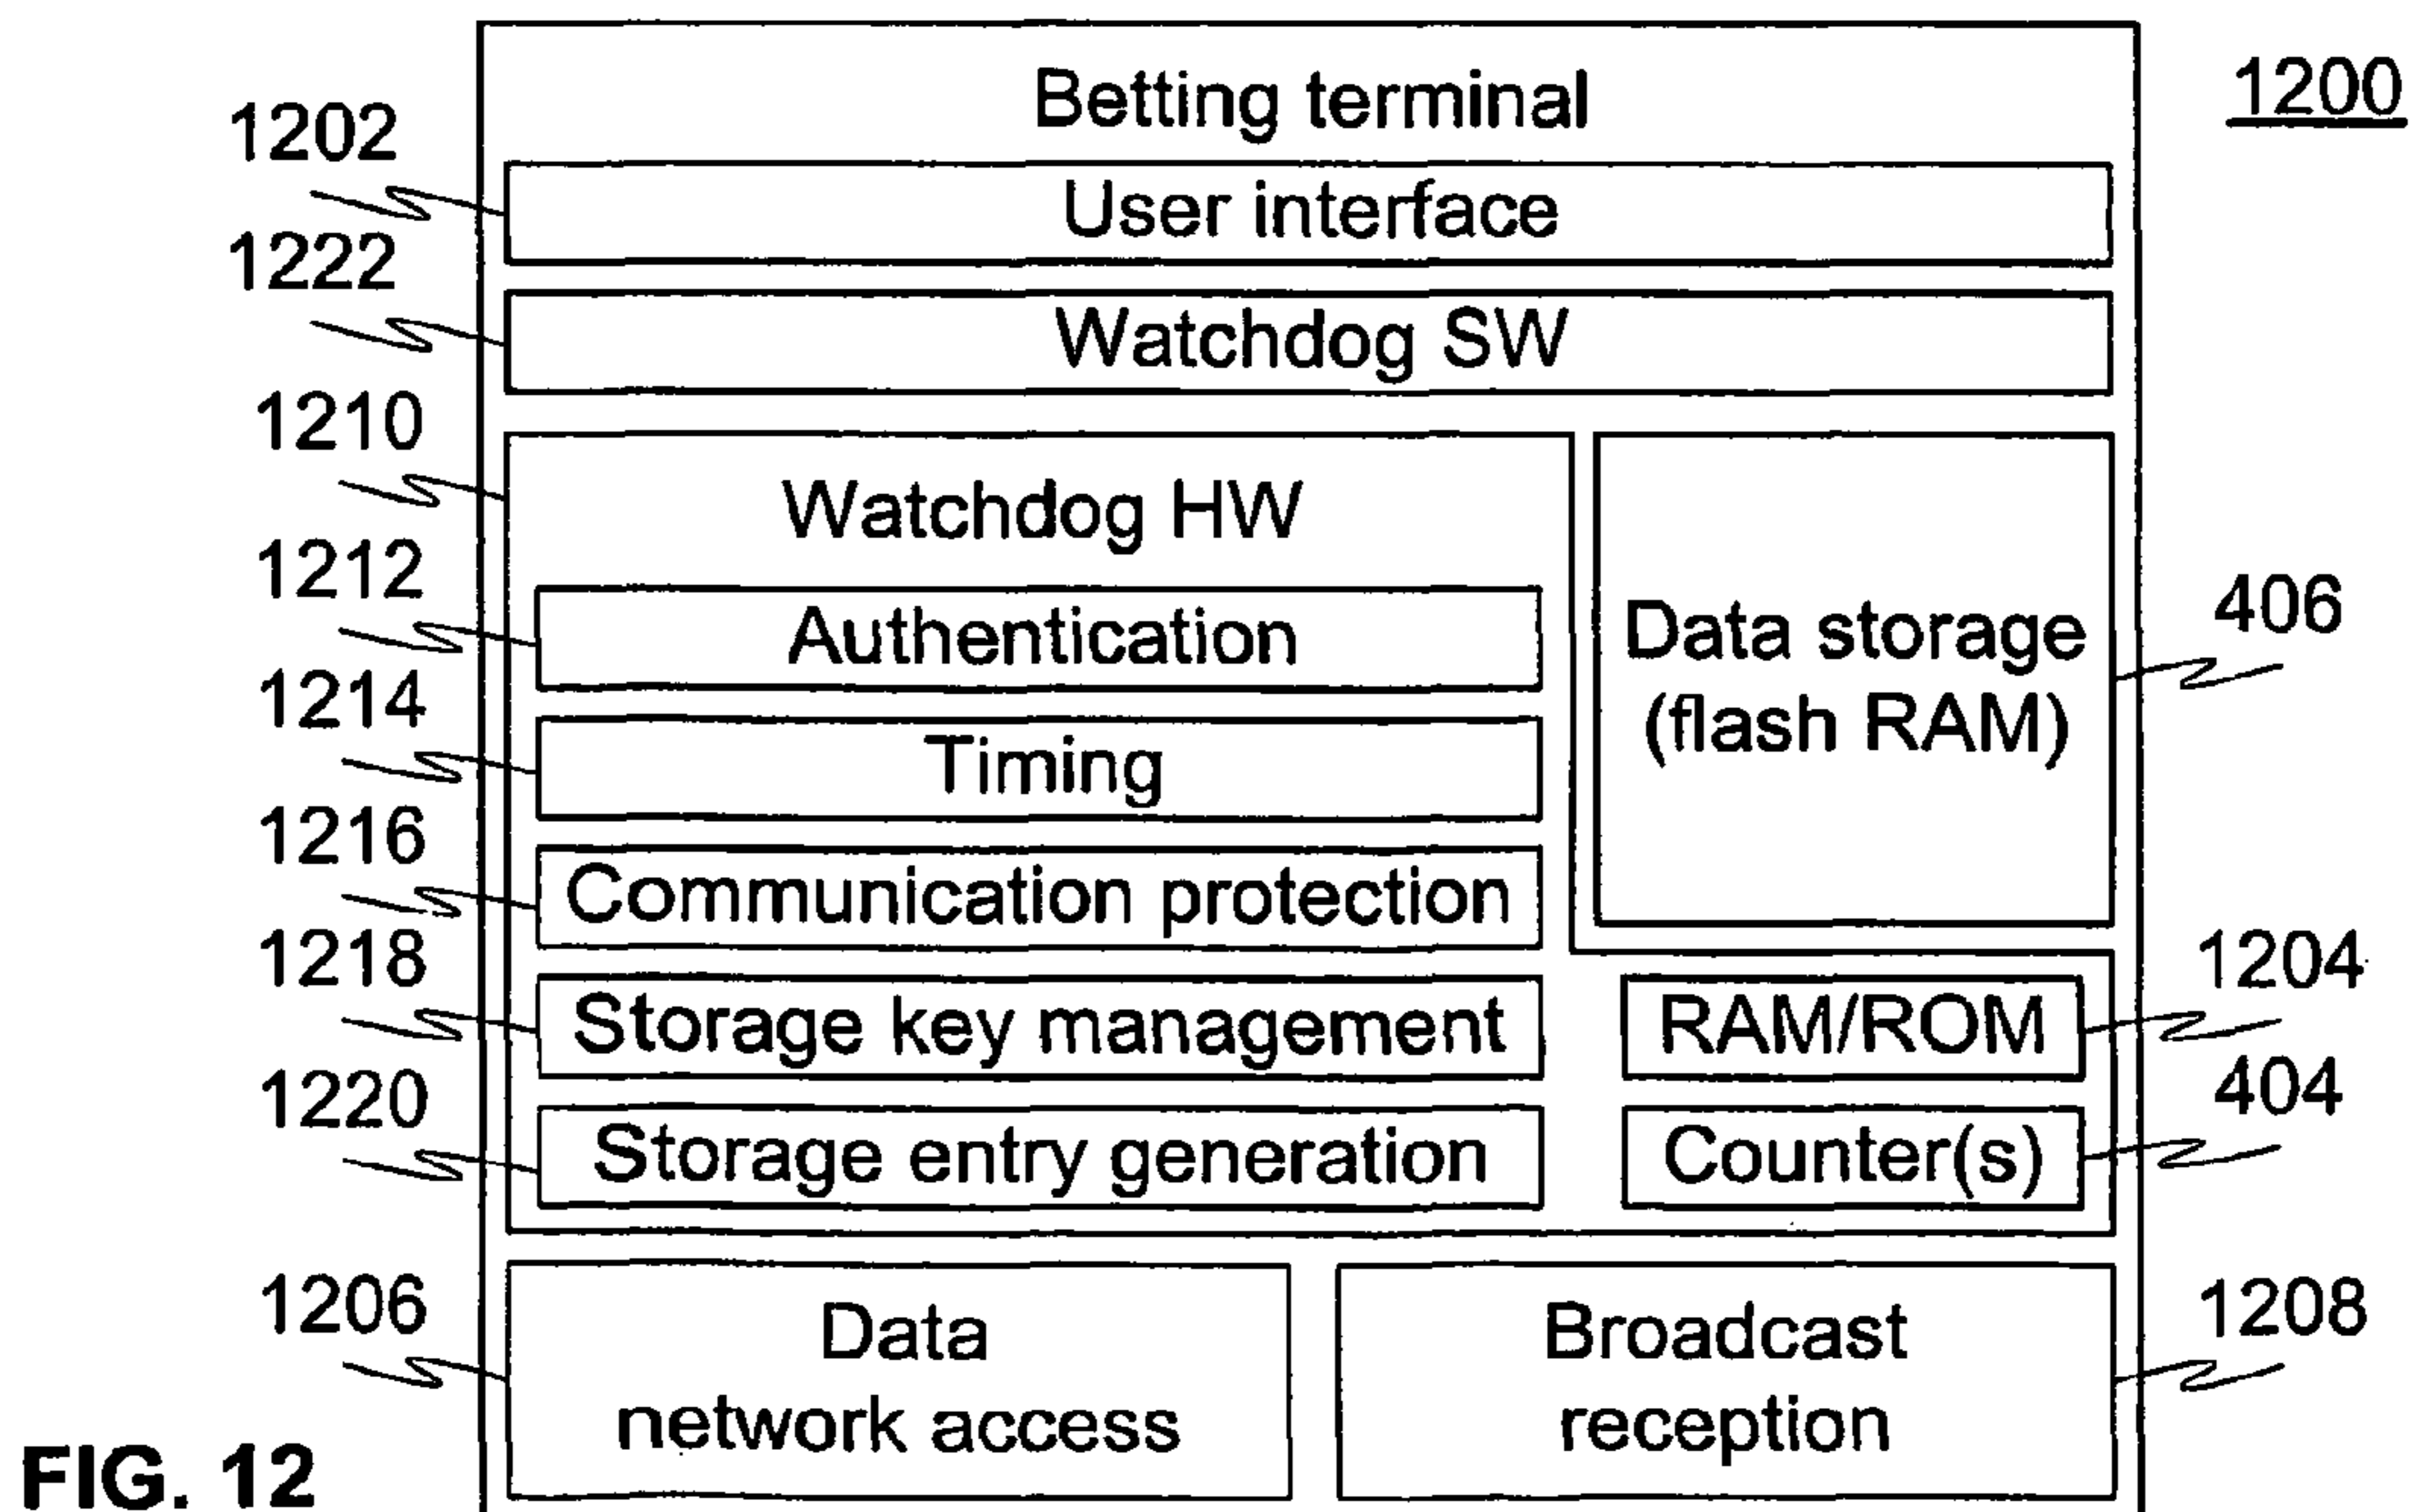 Betting terminal
1200
1202
User interface
1222
Watchdog SW
1210
Watchdog HW
1212
Authentication
Data storage
(flash RAM)
406
1214
Timing
1216
Communication protection
1218
Storage key management
RAM/ROM
1204
1220
Storage entry generation
Counter(s)
404
1206
Data
network access
Broadcast
reception
1208
FIG. 12